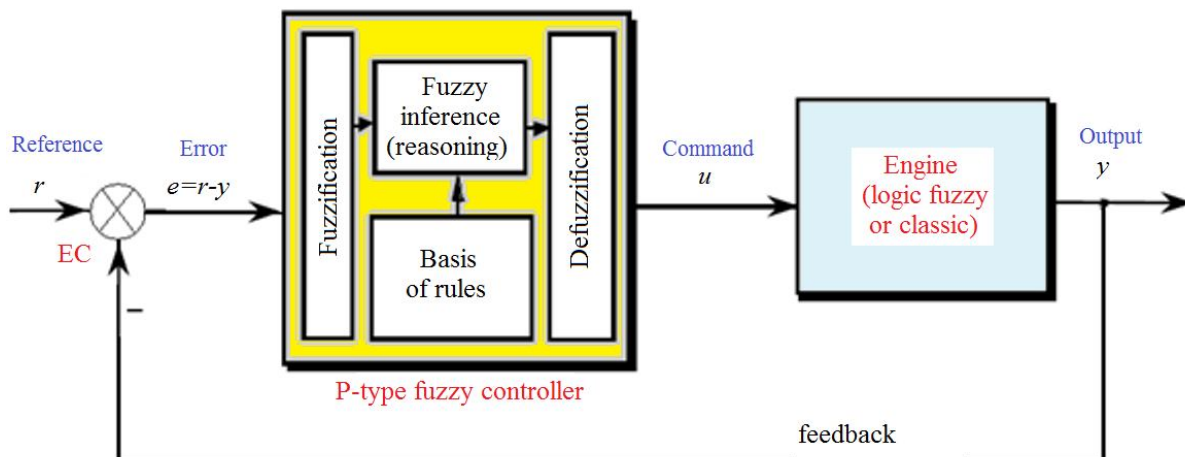 Reference
r
EC
Error
e=r-y
Fuzzification
Fuzzy
inference
(reasoning)
Basis
of rules
Defuzzification
P-type fuzzy controller
Command
u
Engine
(logic fuzzy
or classic)
Output
y
−
feedback